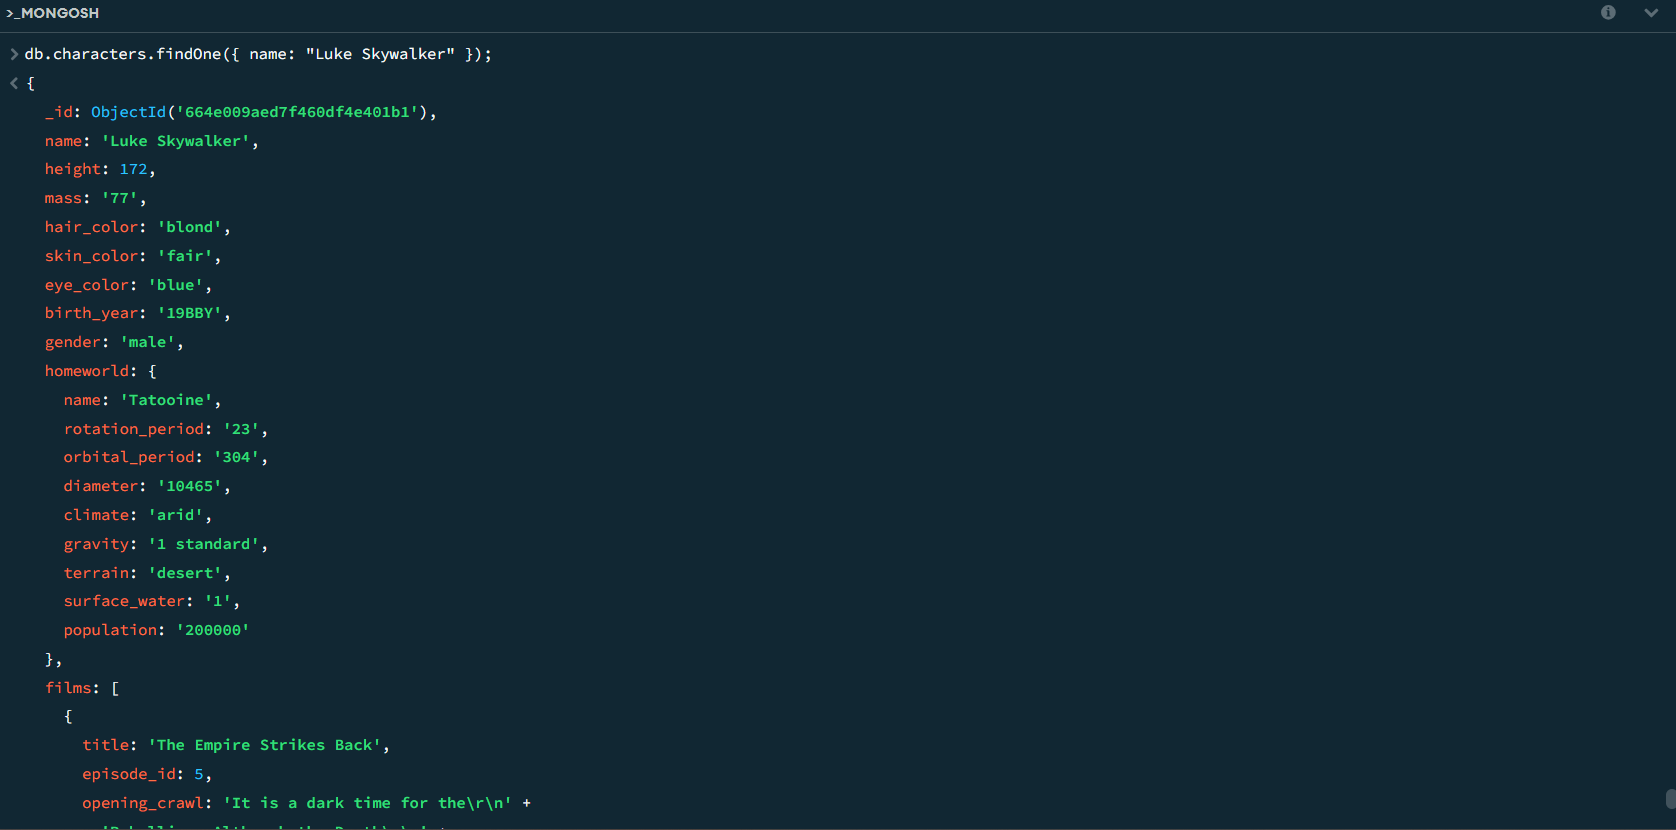 >_MONGOSH
> db.characters.findOne({ name: "Luke Skywalker" });
< {
_id: ObjectId('664e009aed7f460df4e401b1'),
name: 'Luke Skywalker',
height: 172,
mass: '77',
hair_color: 'blond',
skin_color: 'fair',
eye_color: 'blue',
birth_year: '19BBY',
gender: 'male',
homeworld: {
name: 'Tatooine',
rotation_period: '23',
orbital_period: '304',
diameter: '10465',
climate: 'arid',
gravity: '1 standard',
terrain: 'desert',
surface_water: '1',
population: '200000'
},
films: [
{
title: 'The Empire Strikes Back',
episode_id: 5,
opening_crawl: 'It is a dark time for the\r\n' +